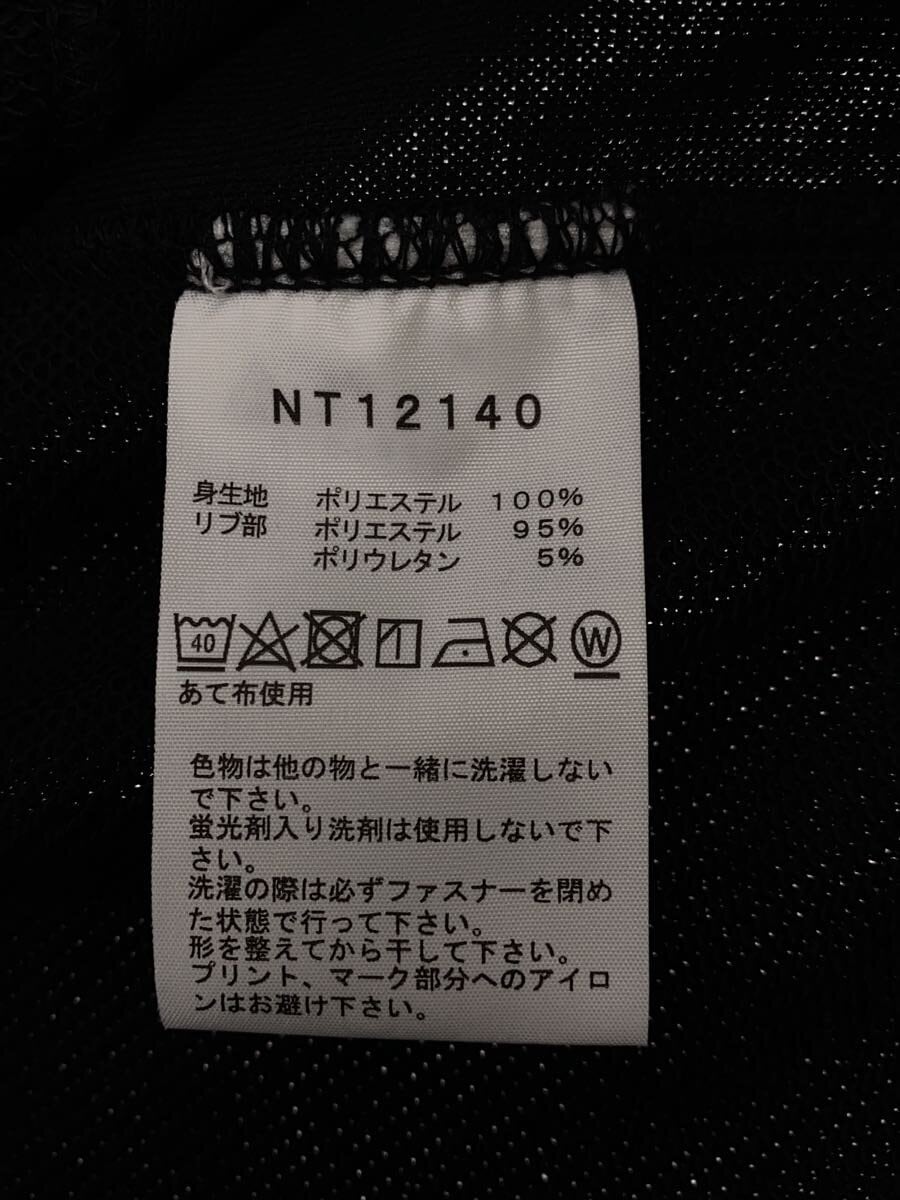 NT12140
身生地 ポリエステル 100%
リブ部 ポリエステル 95%
ポリウレタン 5%
40 W
あて布使用
色物は他の物と一緒に洗濯しない
で下さい。
蛍光剤入り洗剤は使用しないで下
さい。
洗濯の際は必ずファスナーを閉め
た状態で行って下さい。
形を整えてから干して下さい。
プリント、マーク部分へのアイロ
ンはお避け下さい。